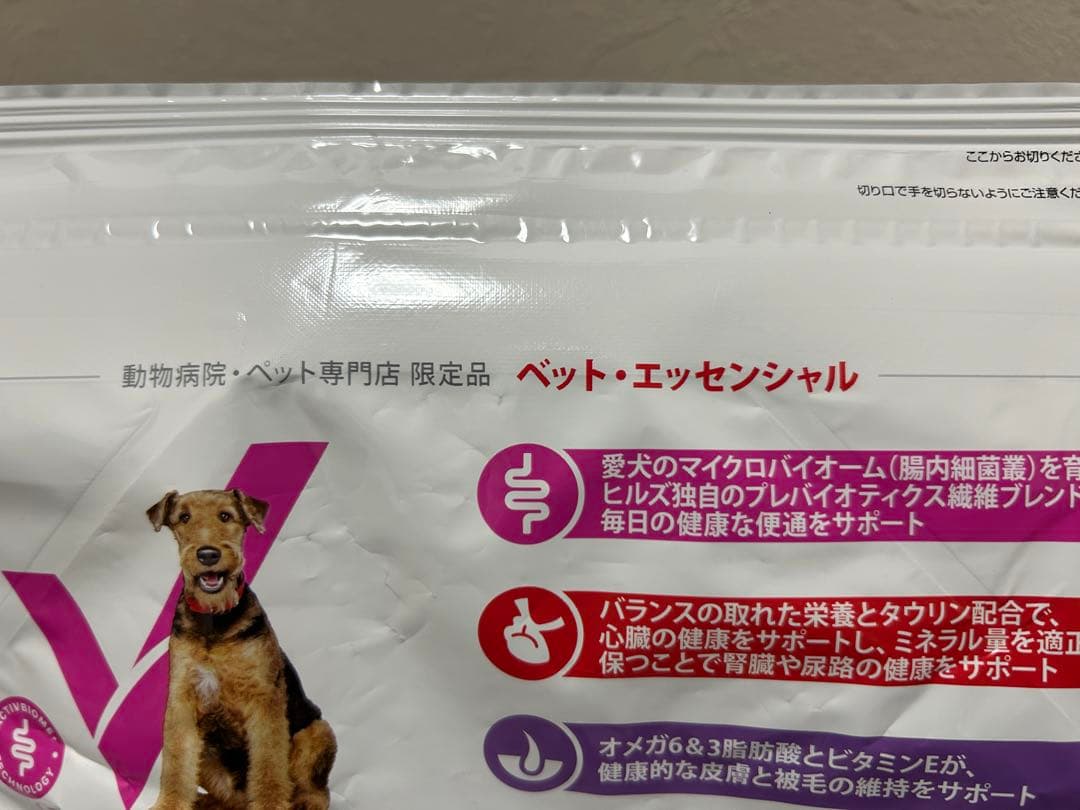 ここからお切りくださ
切り口で手を切らないようにご注意くだ
動物病院・ペット専門店 限定品 ベット・エッセンシャル
愛犬のマイクロバイオーム(腸内細菌叢)を育
ヒルズ独自のプレバイオティクス繊維ブレンド
毎日の健康な便通をサポート
バランスの取れた栄養とタウリン配合で、
心臓の健康をサポートし、ミネラル量を適正
保つことで腎臓や尿路の健康をサポート
オメガ6&3脂肪酸とビタミンEが、
健康的な皮膚と被毛の維持をサポート
ACTIVBIOME+
TECHNOLOGY